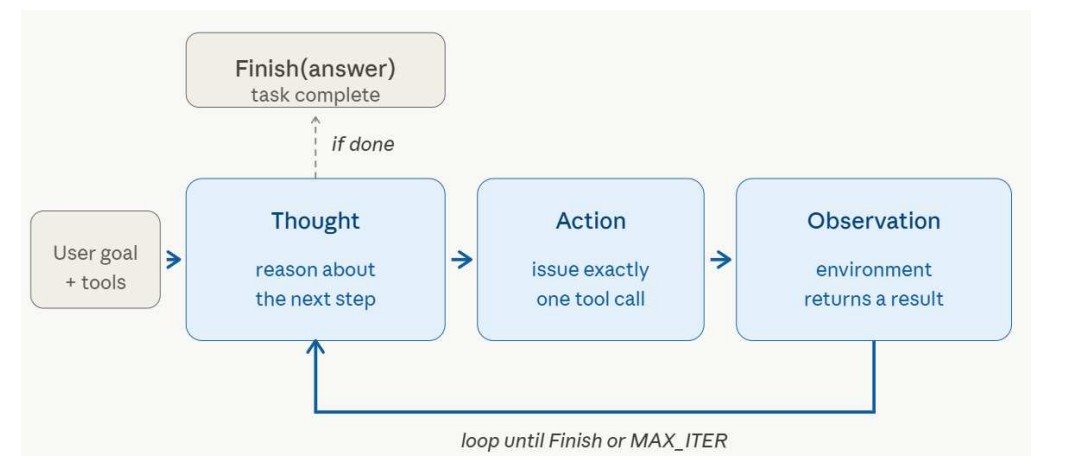 Finish(answer)
task complete
if done
User goal
+ tools
Thought
reason about
the next step
Action
issue exactly
one tool call
Observation
environment
returns a result
loop until Finish or MAX_ITER